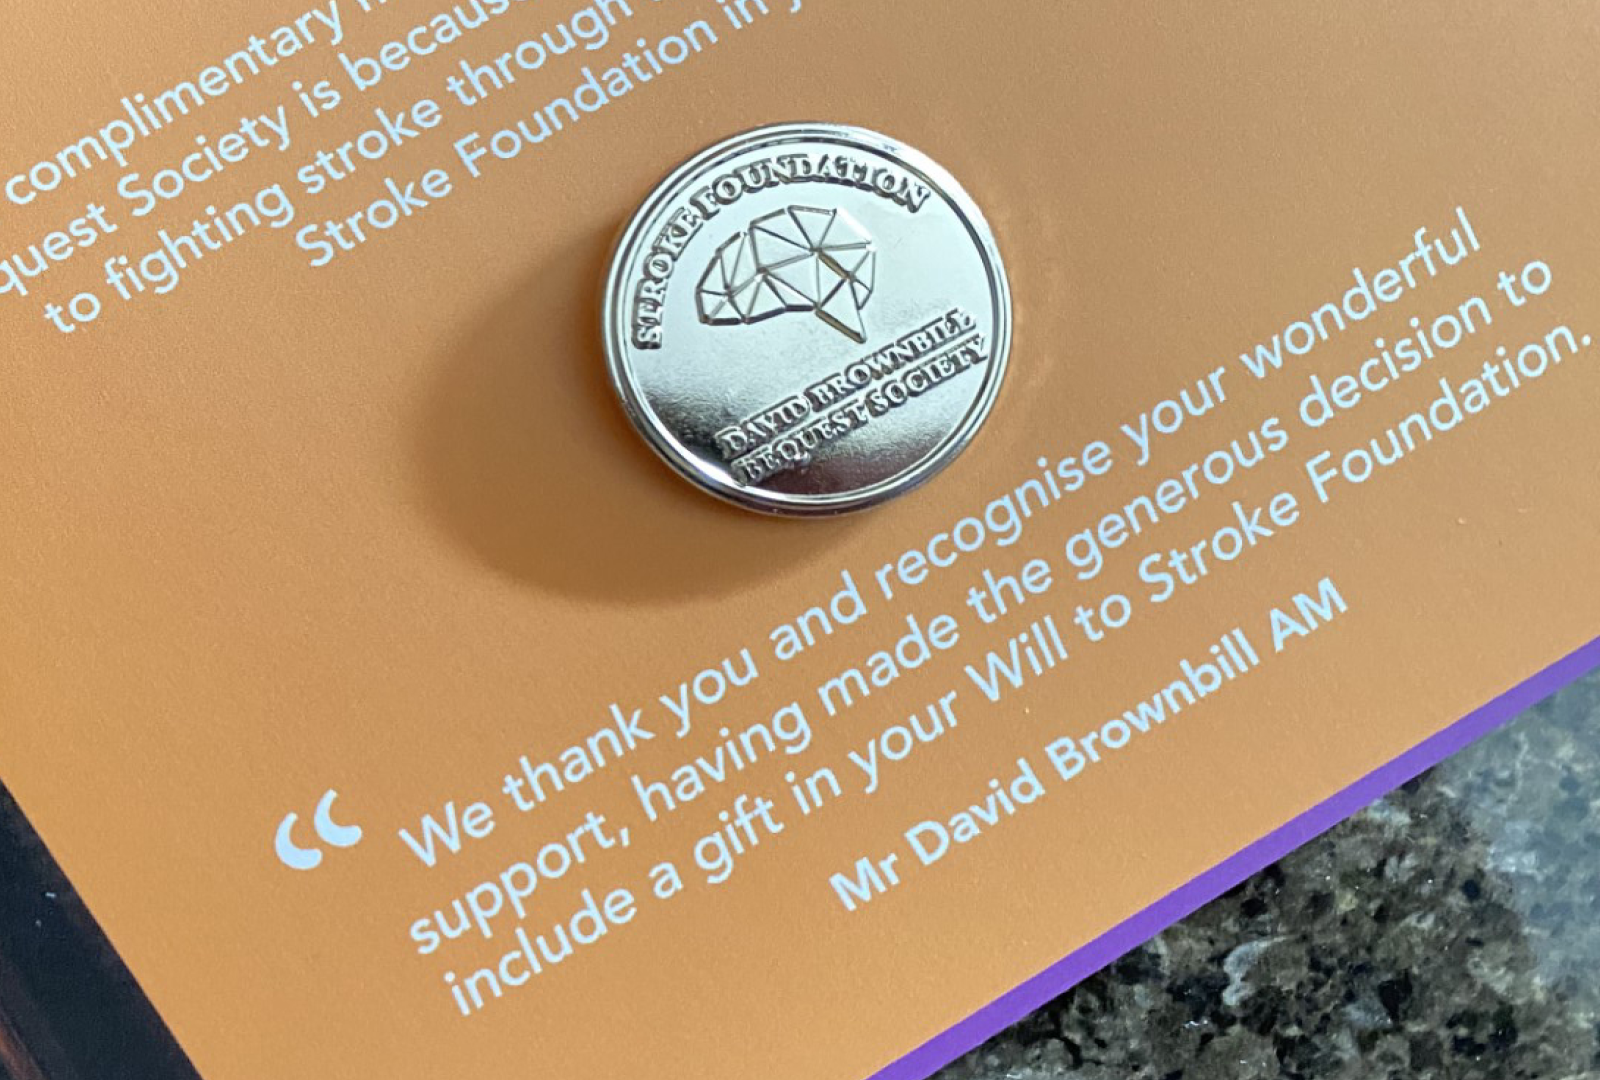 complimentary
quest Society is because
to fighting stroke through
Stroke Foundation in
STROKE FOUNDATION
DAVID BROWNBILL
BEQUEST SOCIETY
“ We thank you and recognise your wonderful
support, having made the generous decision to
include a gift in your Will to Stroke Foundation.
Mr David Brownbill AM